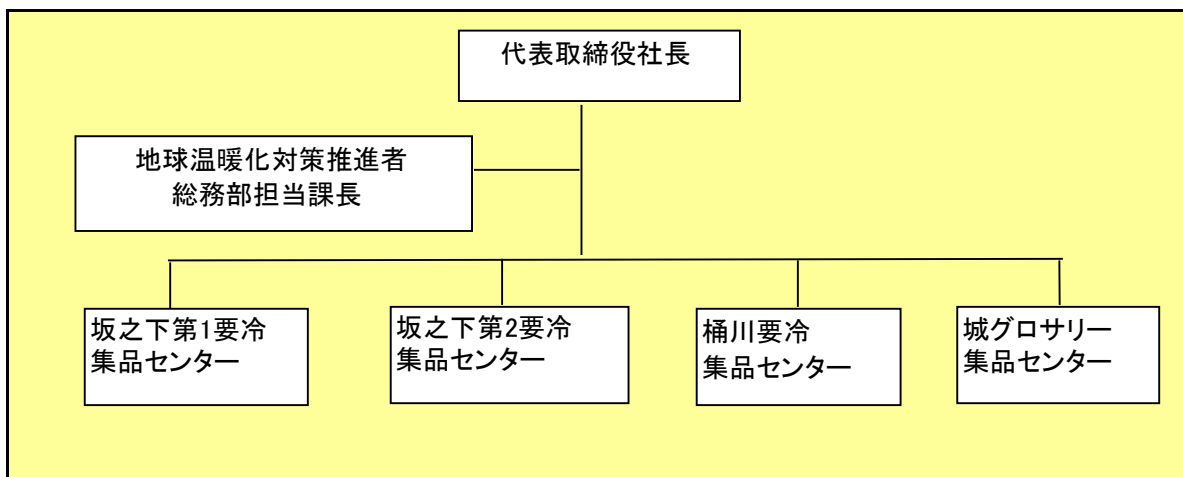 代表取締役社長
地球温暖化対策推進者
総務部担当課長
坂之下第1要冷
集品センター
坂之下第2要冷
集品センター
桶川要冷
集品センター
城グロサリー
集品センター